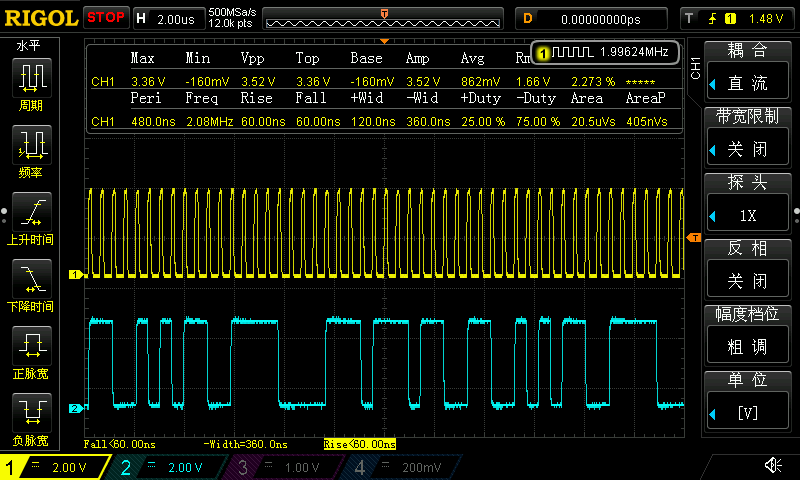 RIGOL STOP H 2.00us 500MSa/s 12.0k pts T D 0.00000000ps T 1 1.48 V
水平
周期
频率
上升时间
下降时间
正脉宽
负脉宽
1 1.99624MHz
Max Min Vpp Top Base Amp Avg Rm
CH1 3.36 V -160mV 3.52 V 3.36 V -160mV 3.52 V 862mV 1.66 V 2.273 % *****
Peri Freq Rise Fall +Wid -Wid +Duty -Duty Area AreaP
CH1 480.0ns 2.08MHz 60.00ns 60.00ns 120.0ns 360.0ns 25.00 % 75.00 % 20.5uVs 405nVs
T
1
2
Fall<60.00ns -Width=360.0ns Rise<60.00ns
CH1
耦 合
直 流
带宽限制
关 闭
探 头
1X
反 相
关 闭
幅度档位
粗 调
单 位
[V]
1 = 2.00 V 2 = 2.00 V 3 = 1.00 V 4 = 200mV